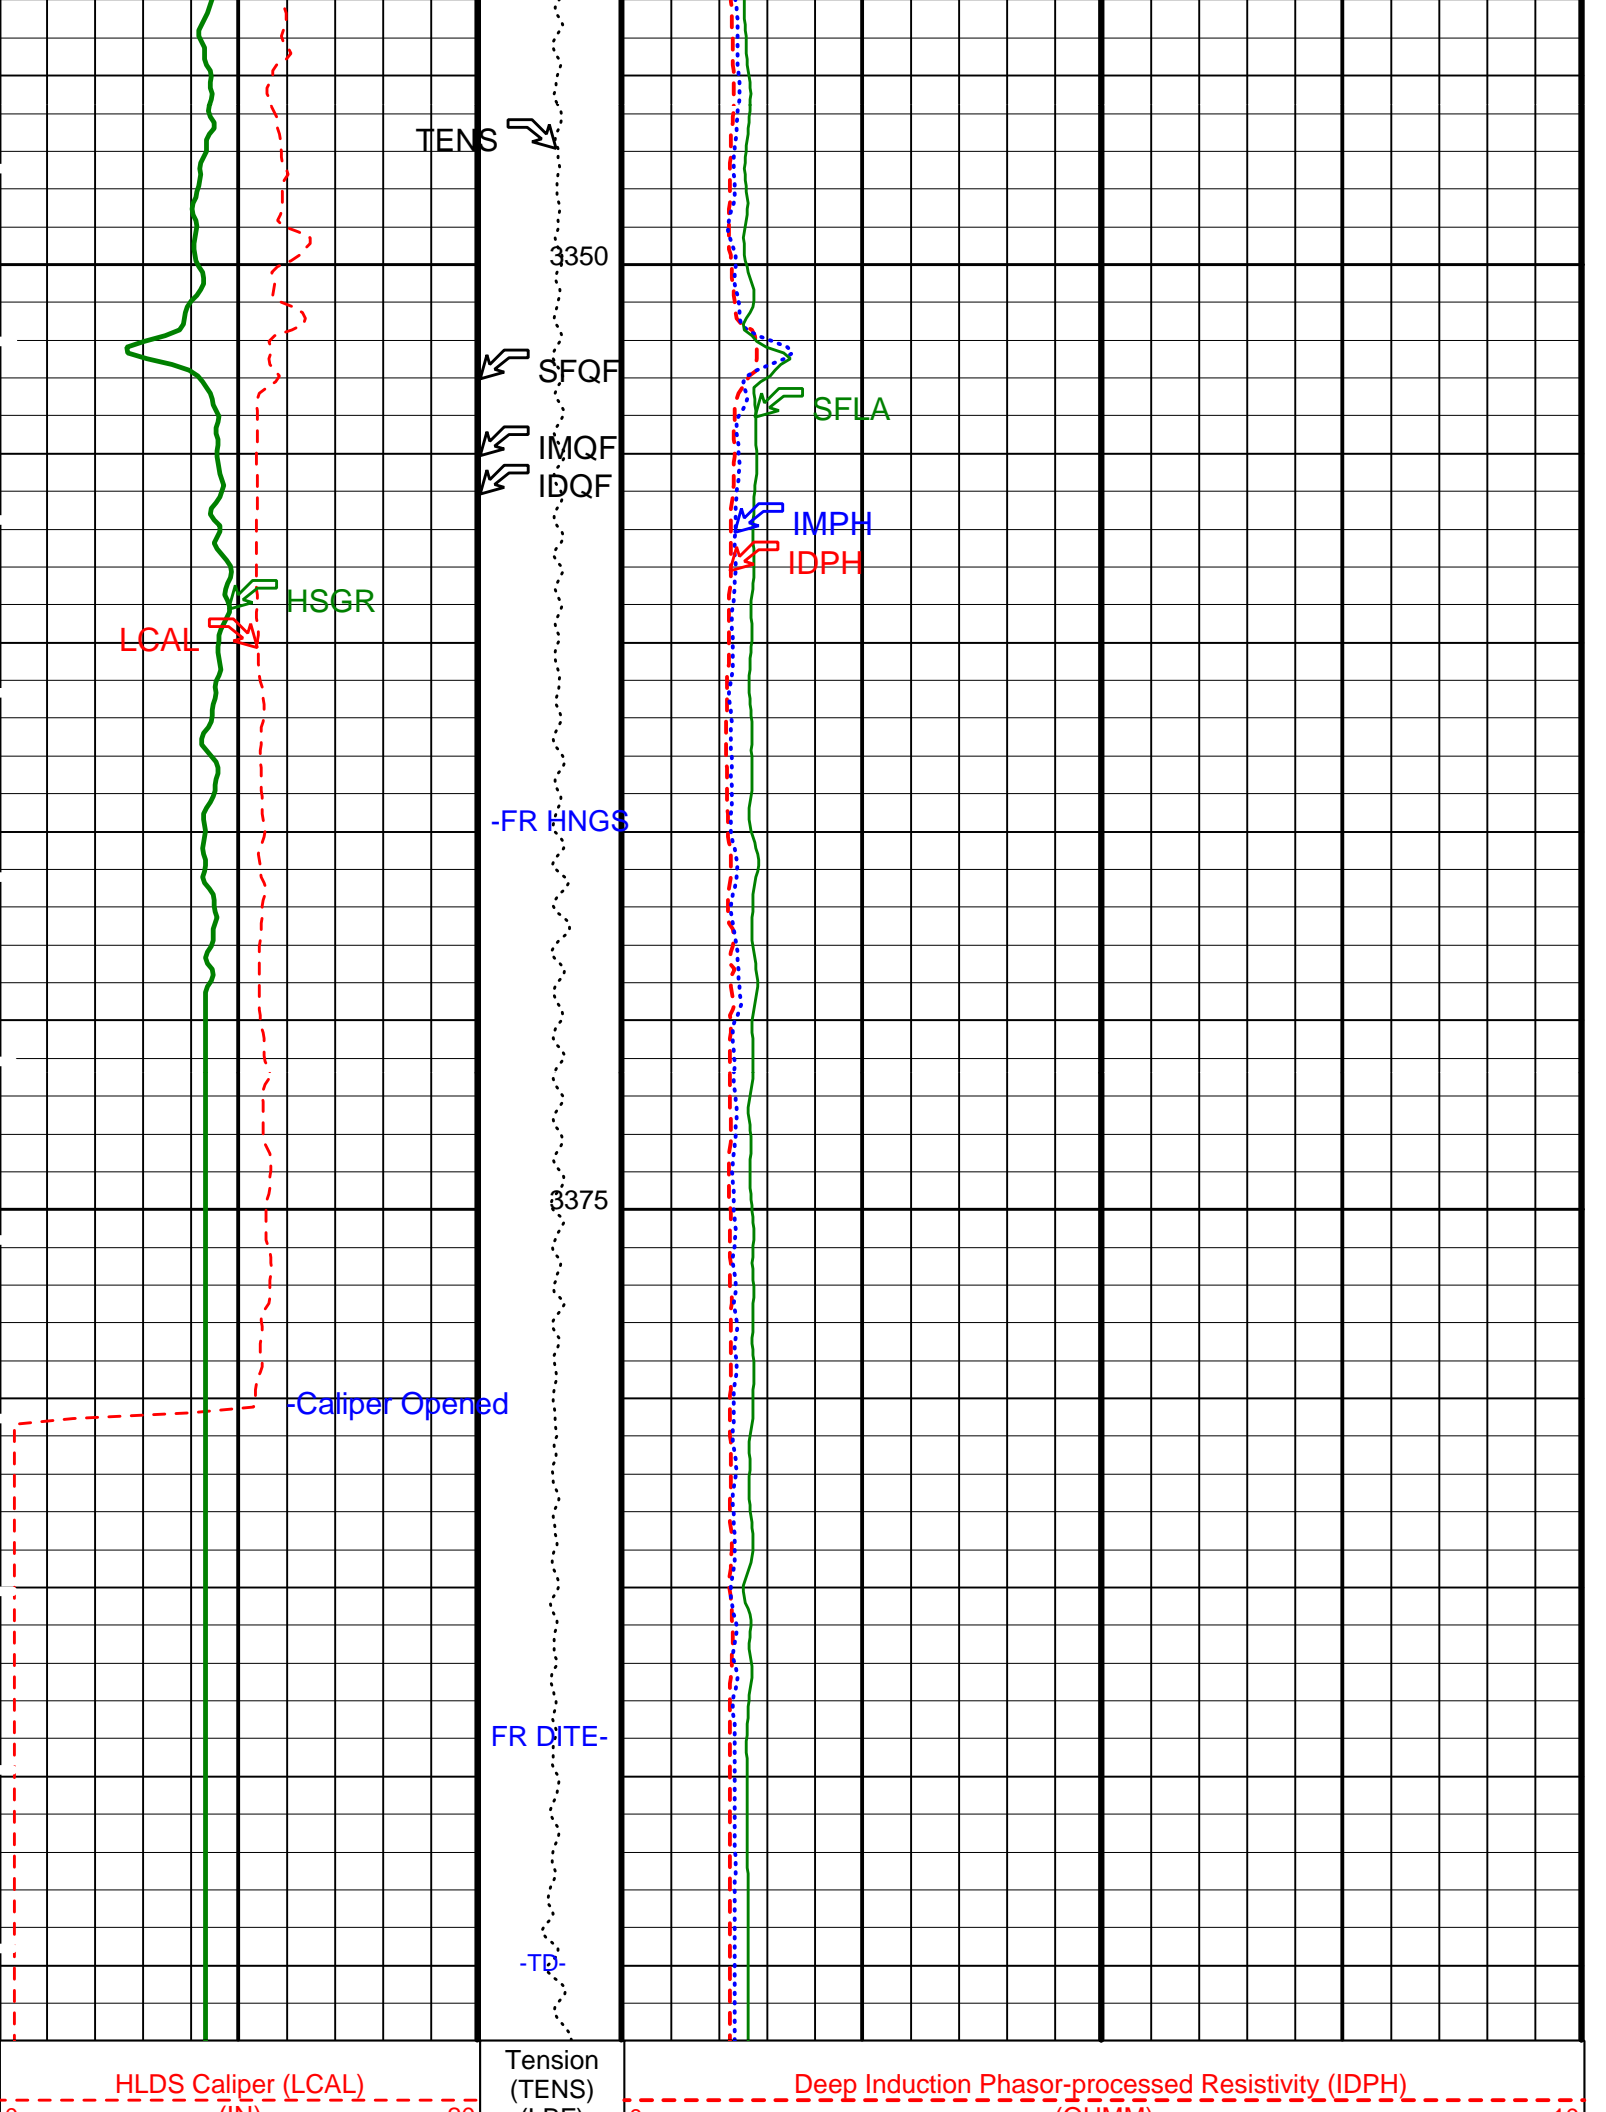 TENS
3350
SFQF
SFLA
IMQF
IDQF
IMPH
IDPH
HSGR
LCAL
-FR HNGS
3375
-Caliper Opened
FR DITE-
-TD-
Tension
(TENS)
HLDS Caliper (LCAL)
Deep Induction Phasor-processed Resistivity (IDPH)